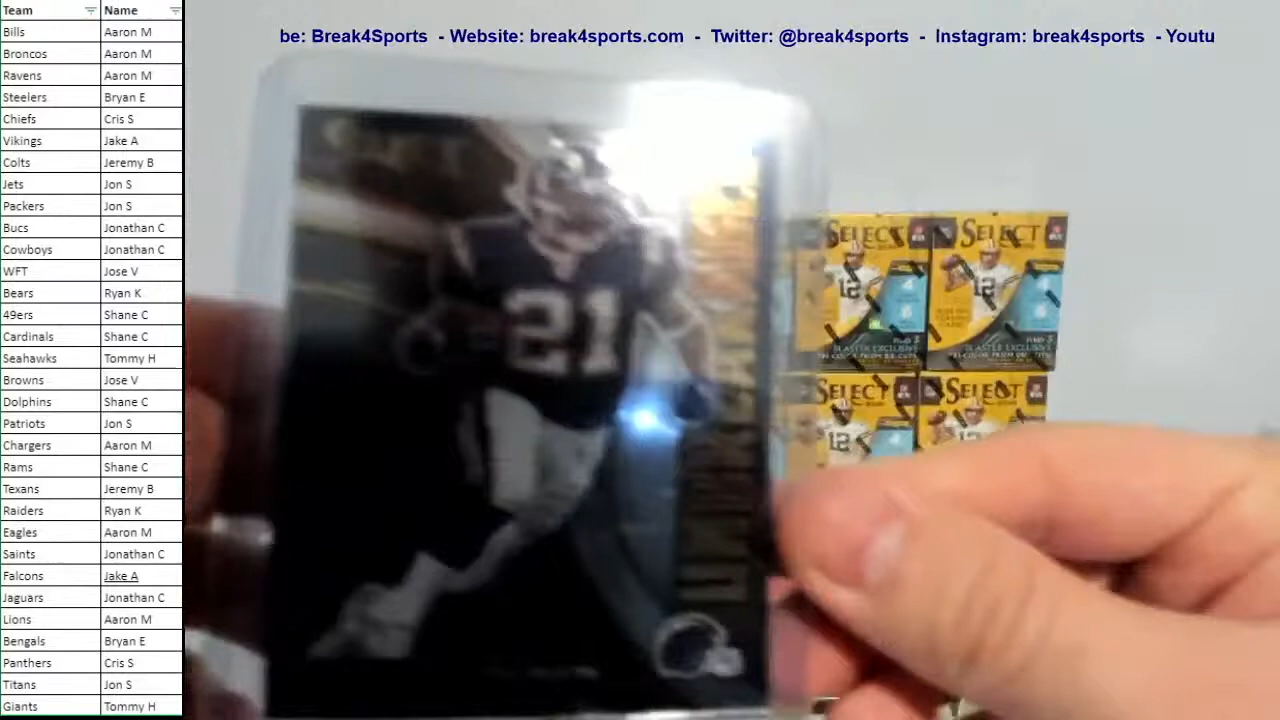 Team Name
Bills Aaron M
Broncos Aaron M
Ravens Aaron M
Steelers Bryan E
Chiefs Cris S
Vikings Jake A
Colts Jeremy B
Jets Jon S
Packers Jon S
Bucs Jonathan C
Cowboys Jonathan C
WFT Jose V
Bears Ryan K
49ers Shane C
Cardinals Shane C
Seahawks Tommy H
Browns Jose V
Dolphins Shane C
Patriots Jon S
Chargers Aaron M
Rams Shane C
Texans Jeremy B
Raiders Ryan K
Eagles Aaron M
Saints Jonathan C
Falcons Jake A
Jaguars Jonathan C
Lions Aaron M
Bengals Bryan E
Panthers Cris S
Titans Jon S
Giants Tommy H
be: Break4Sports - Website: break4sports.com - Twitter: @break4sports - Instagram: break4sports - Youtu
21
SELECT
12
SELECT
12
BLASTER EXCLUSIVE
BLASTER EXCLUSIVE
SELECT
12
SELECT
12